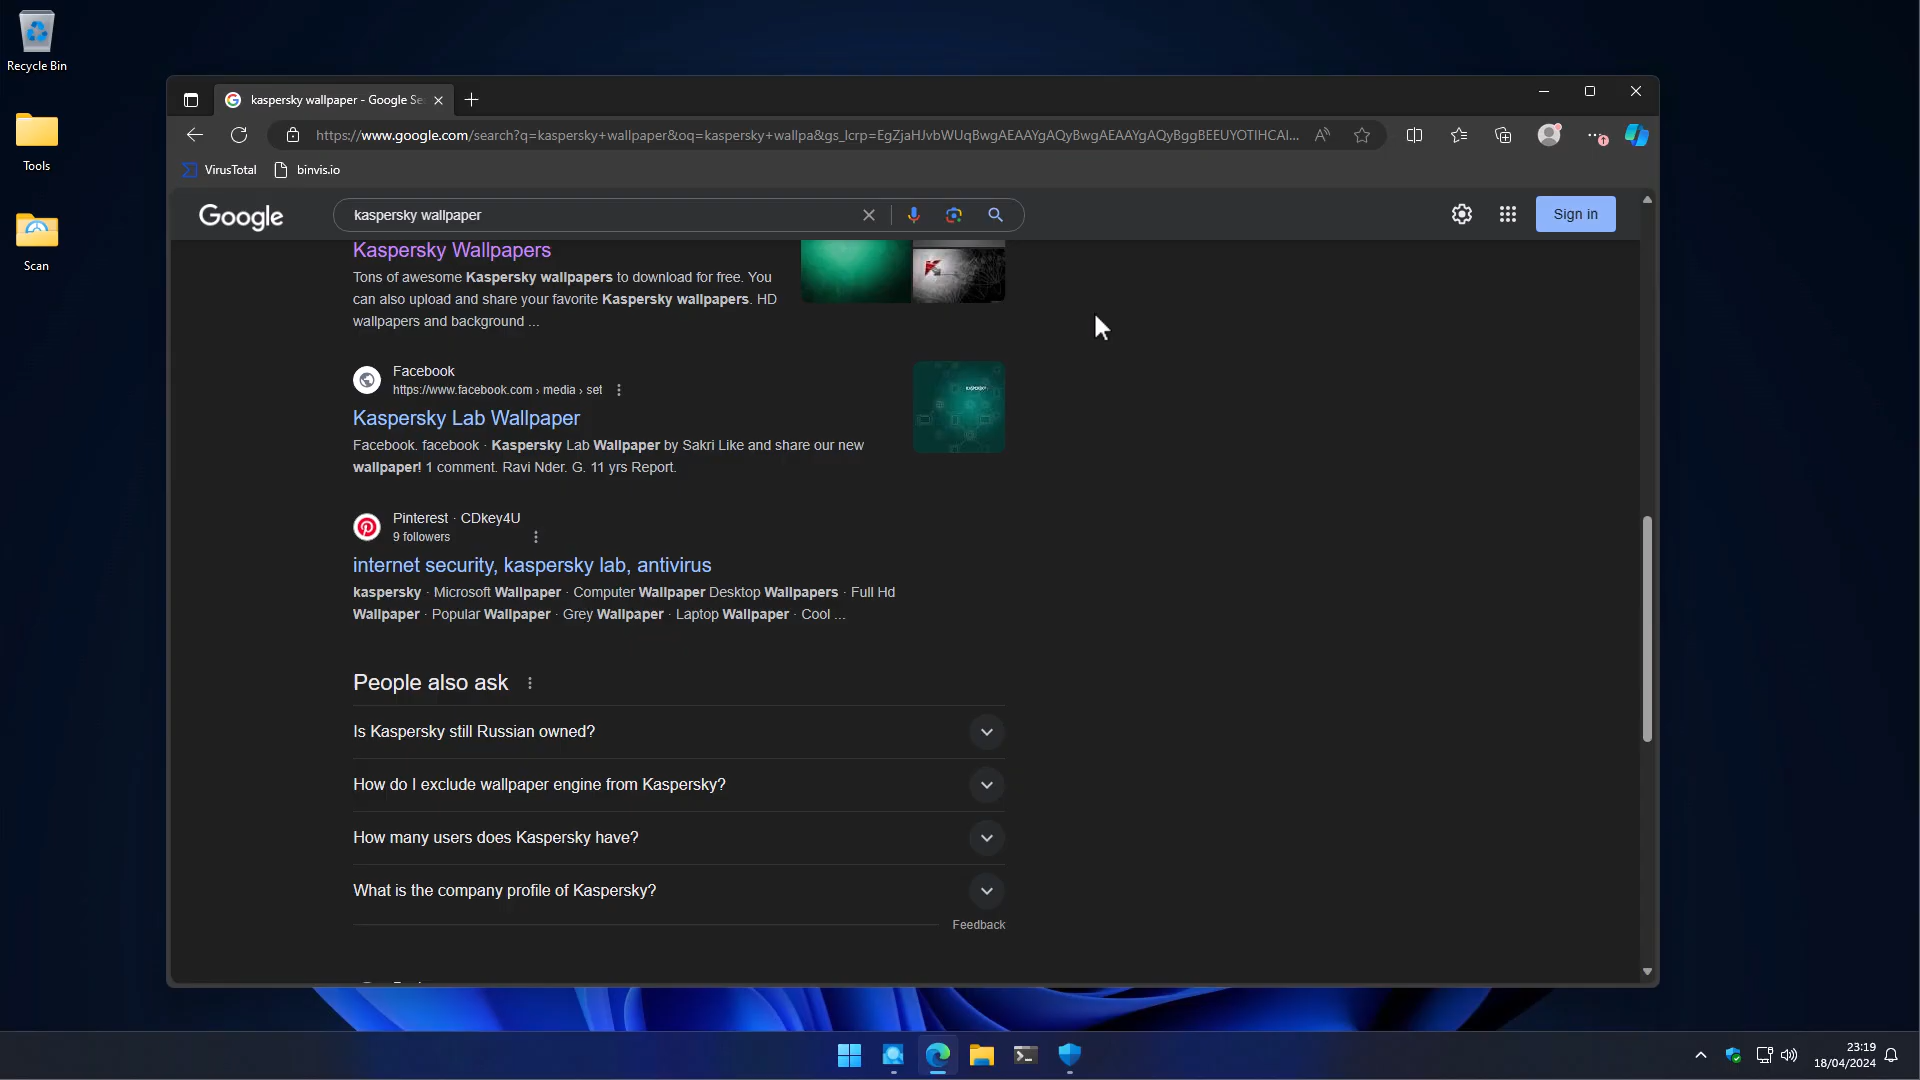 Recycle Bin
Tools
Scan
kaspersky wallpaper - Google Se
https://www.google.com/search?q=kaspersky+wallpaper&oq=kaspersky+wallpa&gs_lcrp=EgZjaHJvbWUqBwgAEAAYgAQyBwgAEAAYgAQyBggBEEUYOTIHCAI...
VirusTotal
binvis.io
Google
kaspersky wallpaper
Sign in
Kaspersky Wallpapers
Tons of awesome Kaspersky wallpapers to download for free. You
can also upload and share your favorite Kaspersky wallpapers. HD
wallpapers and background ...
Facebook
https://www.facebook.com › media › set
Kaspersky Lab Wallpaper
Facebook. facebook · Kaspersky Lab Wallpaper by Sakri Like and share our new
wallpaper! 1 comment. Ravi Nder. G. 11 yrs Report.
Pinterest · CDkey4U
9 followers
internet security, kaspersky lab, antivirus
kaspersky · Microsoft Wallpaper · Computer Wallpaper Desktop Wallpapers · Full Hd
Wallpaper · Popular Wallpaper · Grey Wallpaper · Laptop Wallpaper · Cool ...
People also ask
Is Kaspersky still Russian owned?
How do I exclude wallpaper engine from Kaspersky?
How many users does Kaspersky have?
What is the company profile of Kaspersky?
Feedback
23:19
18/04/2024